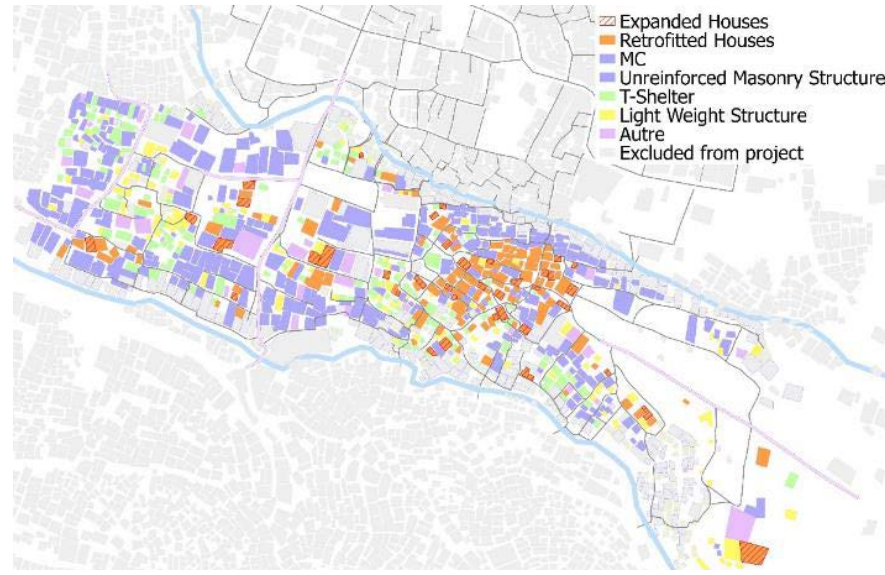 Expanded Houses
Retrofitted Houses
MC
Unreinforced Masonry Structure
T-Shelter
Light Weight Structure
Autre
Excluded from project